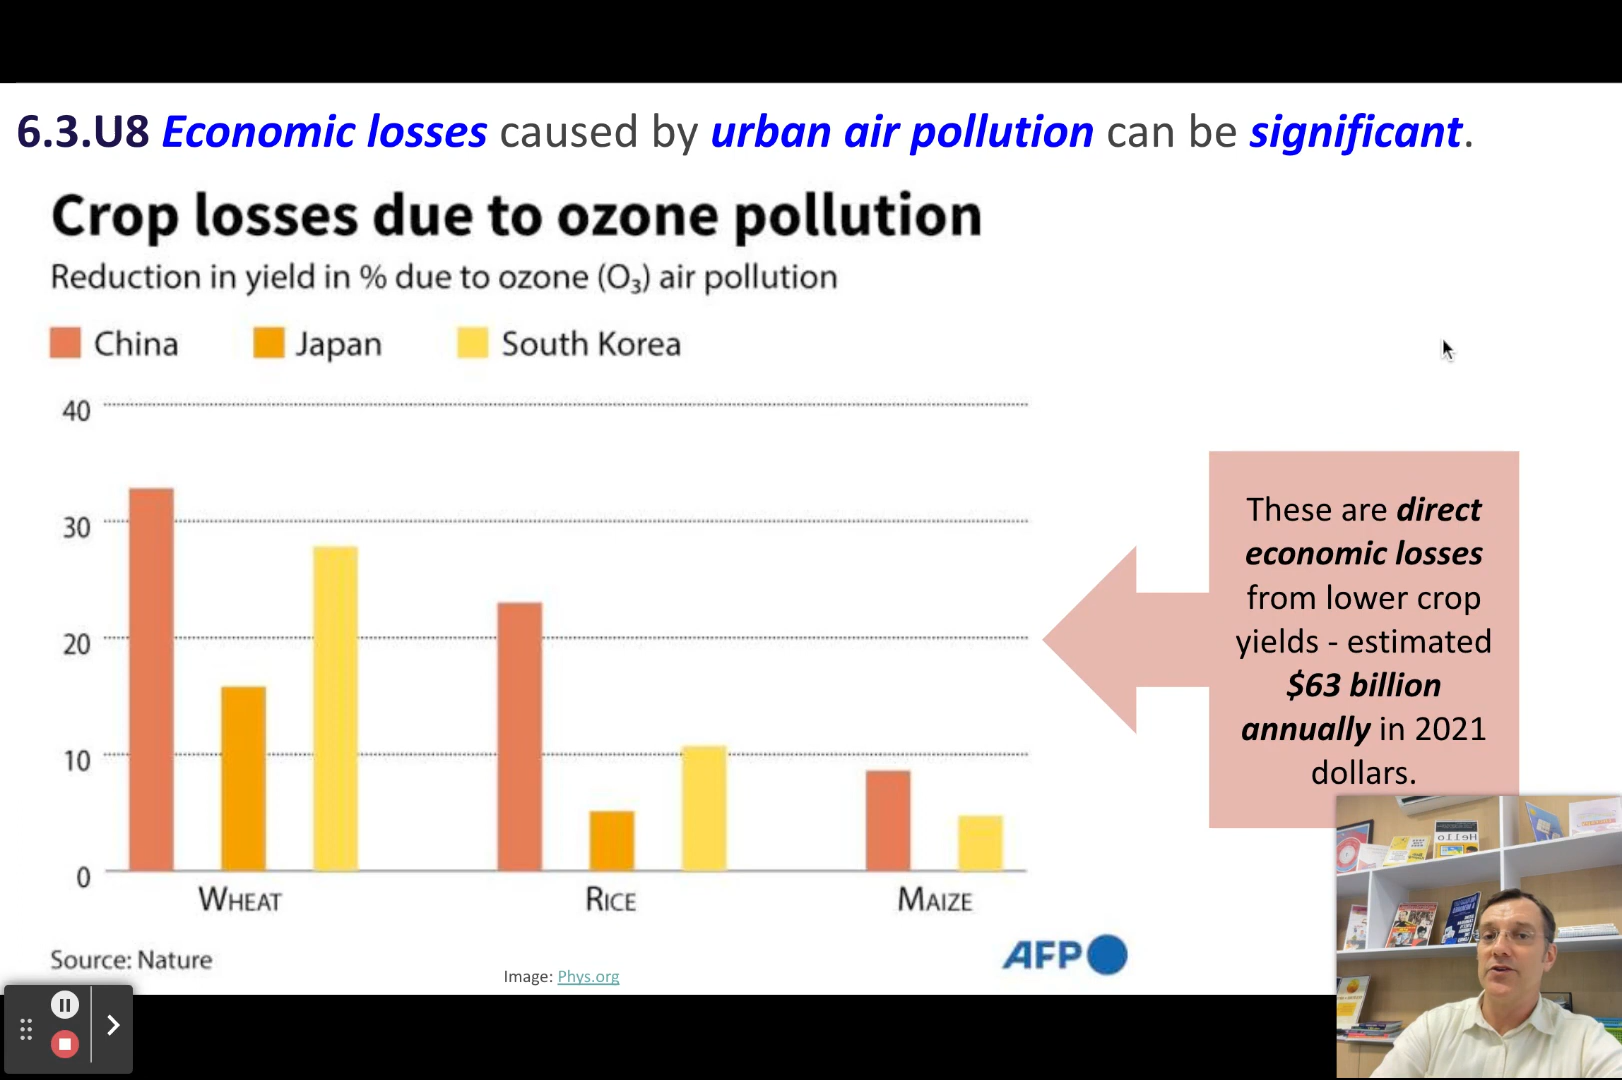 6.3.U8 Economic losses caused by urban air pollution can be significant.
Crop losses due to ozone pollution
Reduction in yield in % due to ozone (O₃) air pollution
China Japan South Korea
40
30
20
10
0
WHEAT RICE MAIZE
These are direct
economic losses
from lower crop
yields - estimated
$63 billion
annually in 2021
dollars.
Source: Nature
Image: Phys.org
AFP
Hello